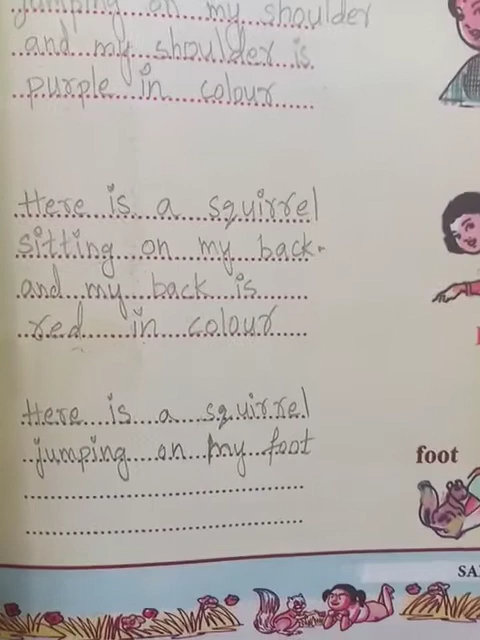 jumping on my shoulder
and my shoulder is
purple in colour
Here is a squirrel
sitting on my back.
and my back is
red in colour
Here is a squirrel
jumping on my foot
foot
SA